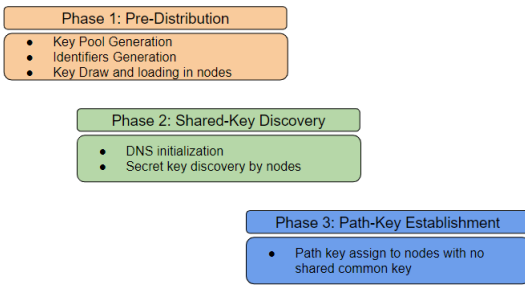 Phase 1: Pre-Distribution
● Key Pool Generation
● Identifiers Generation
● Key Draw and loading in nodes
Phase 2: Shared-Key Discovery
● DNS initialization
● Secret key discovery by nodes
Phase 3: Path-Key Establishment
● Path key assign to nodes with no
shared common key